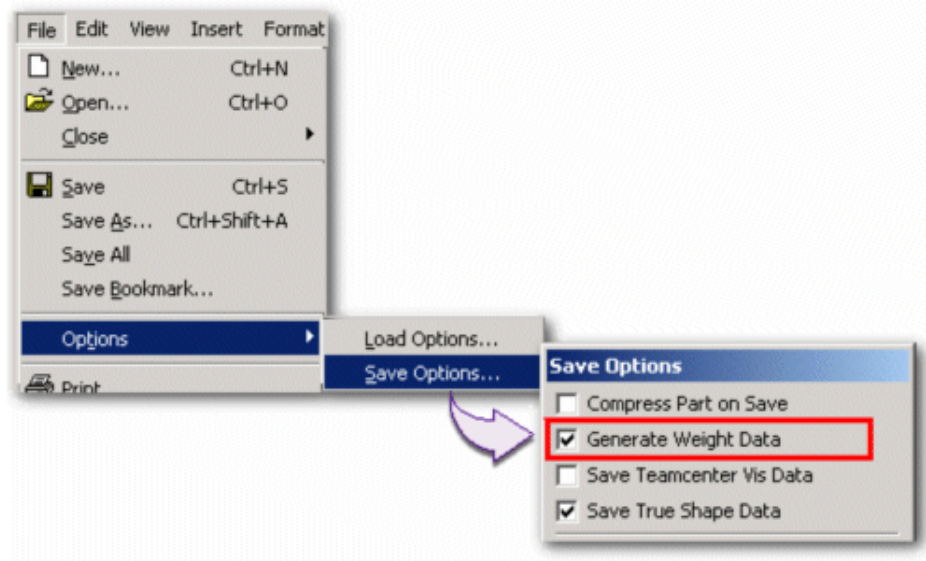 File Edit View Insert Format
New... Ctrl+N
Open... Ctrl+O
Close
Save Ctrl+S
Save As... Ctrl+Shift+A
Save All
Save Bookmark...
Options
Print
Load Options...
Save Options...
Save Options
Compress Part on Save
Generate Weight Data
Save Teamcenter Vis Data
Save True Shape Data